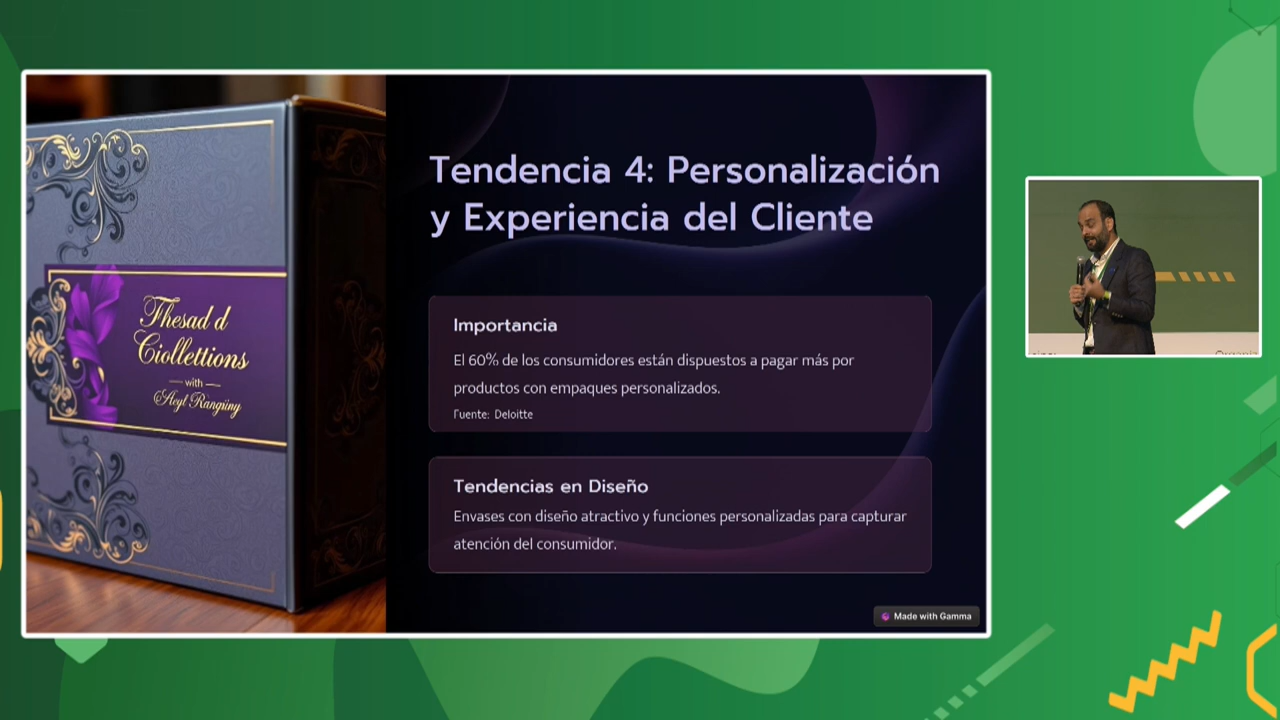 Thesad d
Ciollettions
with
Aeyl Rangüny
Tendencia 4: Personalización
y Experiencia del Cliente
Importancia
El 60% de los consumidores están dispuestos a pagar más por
productos con empaques personalizados.
Fuente: Deloitte
Tendencias en Diseño
Envases con diseño atractivo y funciones personalizadas para capturar
atención del consumidor.
Made with Gamma